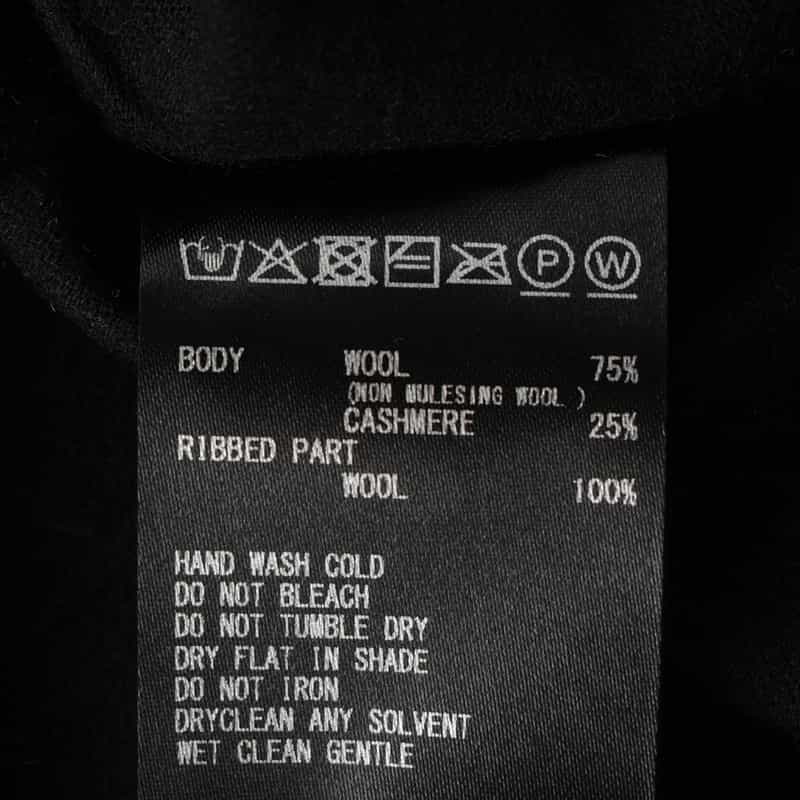 P W
BODY WOOL 75%
(NON MULESING WOOL )
CASHMERE 25%
RIBBED PART
WOOL 100%
HAND WASH COLD
DO NOT BLEACH
DO NOT TUMBLE DRY
DRY FLAT IN SHADE
DO NOT IRON
DRYCLEAN ANY SOLVENT
WET CLEAN GENTLE